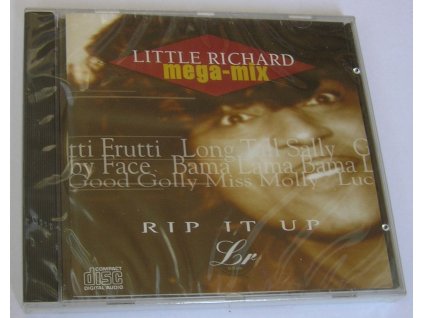 LITTLE RICHARD
mega-mix
tti Frutti Long Tall Sally G
by Face Bama Lama Bama L
Good Golly Miss Molly Luc
RIP IT UP
Lr
COMPACT
disc
DIGITAL AUDIO